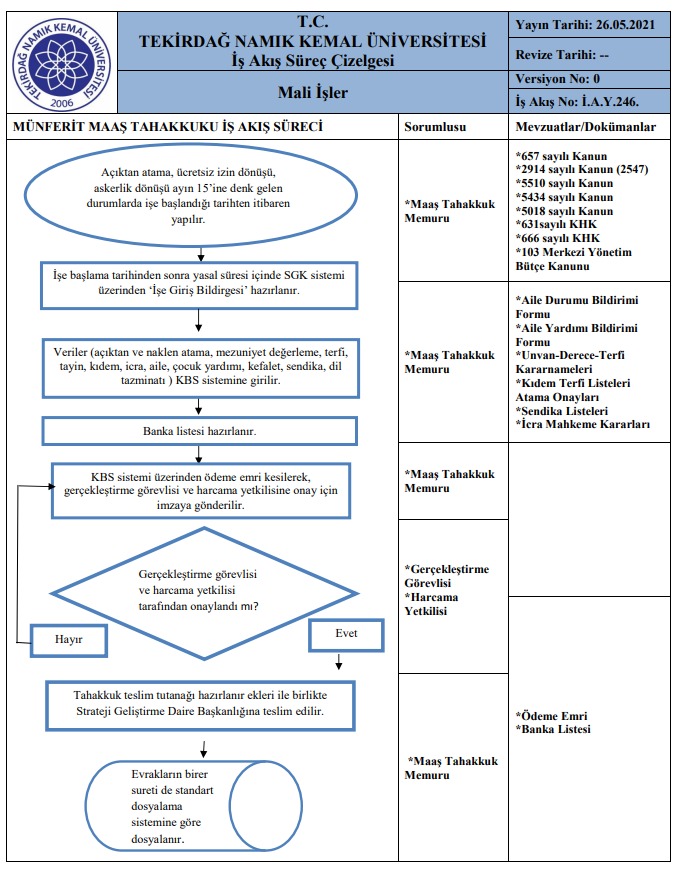 TEKİRDAĞ NAMIK KEMAL ÜNİVERSİTESİ
2006
T.C.
TEKİRDAĞ NAMIK KEMAL ÜNİVERSİTESİ
İş Akış Süreç Çizelgesi
Mali İşler
Yayın Tarihi: 26.05.2021
Revize Tarihi: --
Versiyon No: 0
İş Akış No: İ.A.Y.246.
MÜNFERİT MAAŞ TAHAKKUKU İŞ AKIŞ SÜRECİ
Sorumlusu
Mevzuatlar/Dokümanlar
Açıktan atama, ücretsiz izin dönüşü,
askerlik dönüşü ayın 15’ine denk gelen
durumlarda işe başlandığı tarihten itibaren
yapılır.
*Maaş Tahakkuk
Memuru
*657 sayılı Kanun
*2914 sayılı Kanun (2547)
*5510 sayılı Kanun
*5434 sayılı Kanun
*5018 sayılı Kanun
*631sayılı KHK
*666 sayılı KHK
*103 Merkezi Yönetim
Bütçe Kanunu
İşe başlama tarihinden sonra yasal süresi içinde SGK sistemi
üzerinden ‘İşe Giriş Bildirgesi’ hazırlanır.
Veriler (açıktan ve naklen atama, mezuniyet değerleme, terfi,
tayin, kıdem, icra, aile, çocuk yardımı, kefalet, sendika, dil
tazminatı ) KBS sistemine girilir.
Banka listesi hazırlanır.
*Maaş Tahakkuk
Memuru
*Aile Durumu Bildirimi
Formu
*Aile Yardımı Bildirimi
Formu
*Unvan-Derece-Terfi
Kararnameleri
*Kıdem Terfi Listeleri
Atama Onayları
*Sendika Listeleri
*İcra Mahkeme Kararları
KBS sistemi üzerinden ödeme emri kesilerek,
gerçekleştirme görevlisi ve harcama yetkilisine onay için
imzaya gönderilir.
*Maaş Tahakkuk
Memuru
Gerçekleştirme görevlisi
ve harcama yetkilisi
tarafından onaylandı mı?
Hayır
Evet
*Gerçekleştirme
Görevlisi
*Harcama
Yetkilisi
Tahakkuk teslim tutanağı hazırlanır ekleri ile birlikte
Strateji Geliştirme Daire Başkanlığına teslim edilir.
Evrakların birer
sureti de standart
dosyalama
sistemine göre
dosyalanır.
*Maaş Tahakkuk
Memuru
*Ödeme Emri
*Banka Listesi